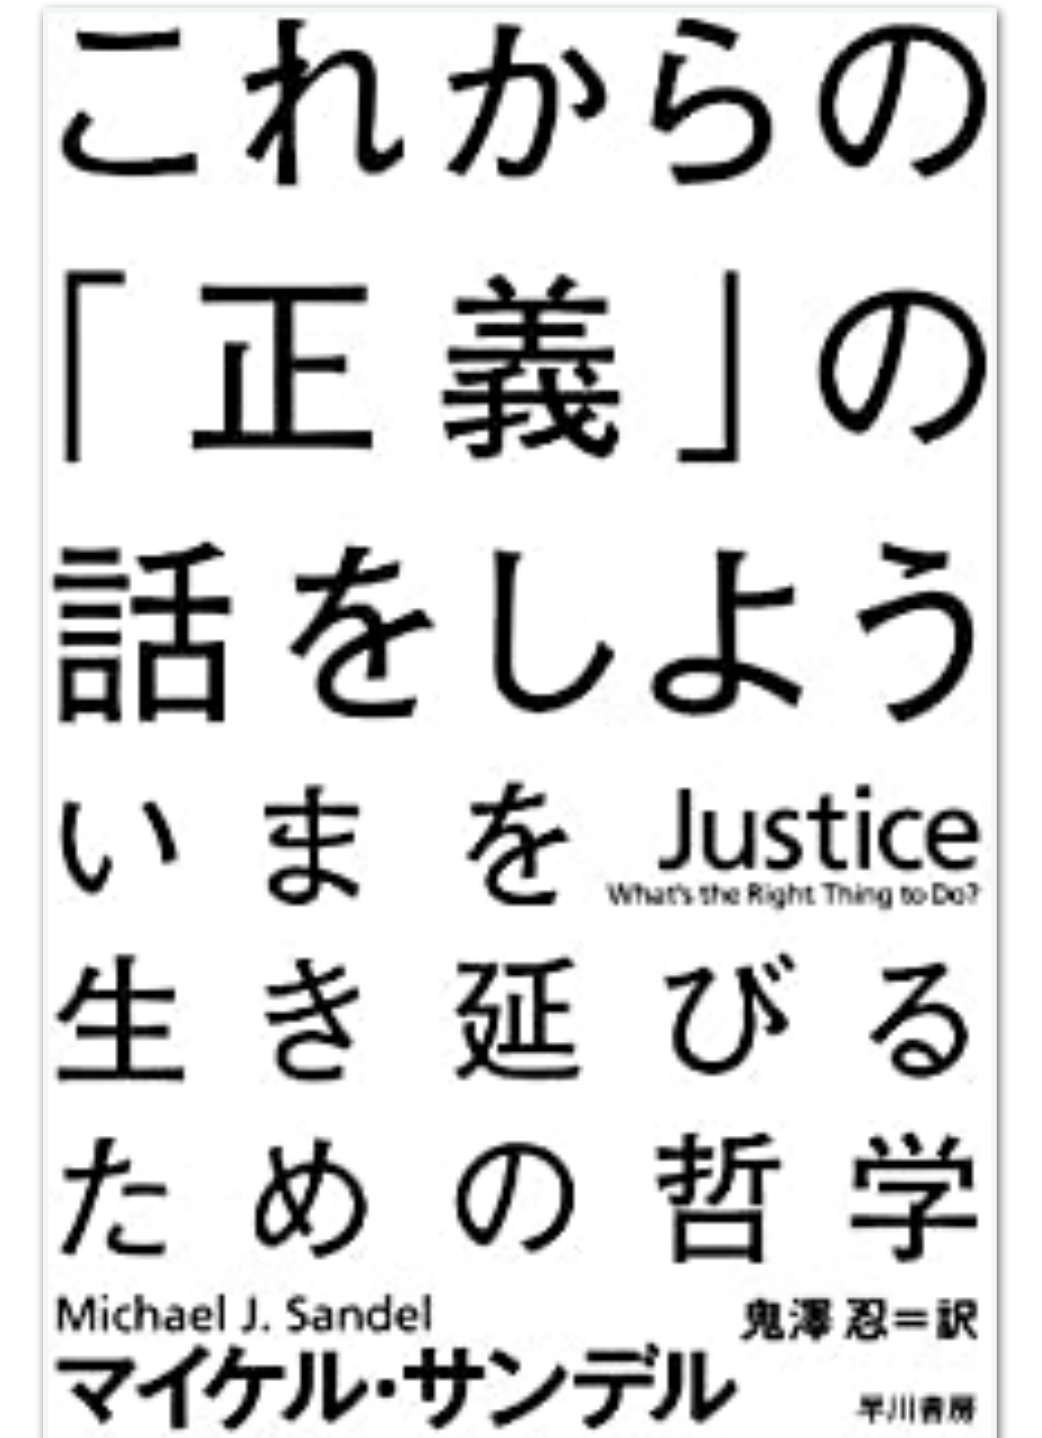 これからの
「正義」の
話をしよう
いまを
Justice
What's the Right Thing to Do?
生き延びる
ための哲学
Michael J. Sandel
鬼澤 忍=訳
マイケル・サンデル
早川書房